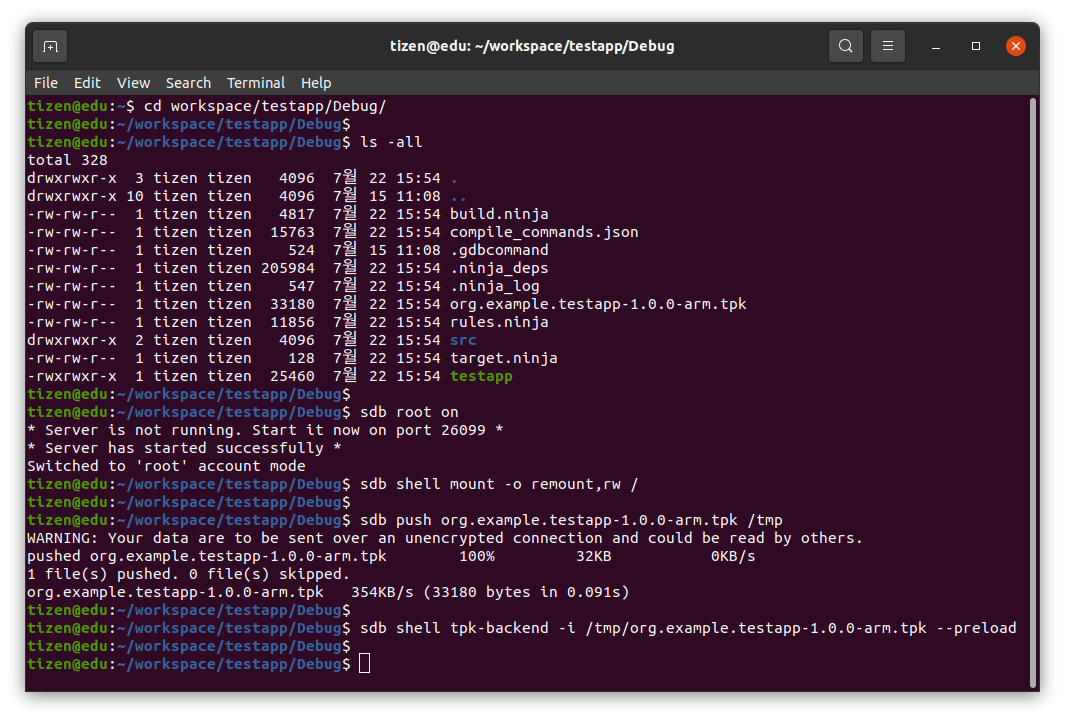 tizen@edu: ~/workspace/testapp/Debug
File Edit View Search Terminal Help
tizen@edu:~$ cd workspace/testapp/Debug/
tizen@edu:~/workspace/testapp/Debug$
tizen@edu:~/workspace/testapp/Debug$ ls -all
total 328
drwxrwxr-x  3 tizen tizen   4096  7월 22 15:54 .
drwxrwxr-x 10 tizen tizen   4096  7월 15 11:08 ..
-rw-rw-r--  1 tizen tizen   4817  7월 22 15:54 build.ninja
-rw-rw-r--  1 tizen tizen  15763  7월 22 15:54 compile_commands.json
-rw-rw-r--  1 tizen tizen    524  7월 15 11:08 .gdbcommand
-rw-rw-r--  1 tizen tizen 205984  7월 22 15:54 .ninja_deps
-rw-rw-r--  1 tizen tizen    547  7월 22 15:54 .ninja_log
-rw-rw-r--  1 tizen tizen  33180  7월 22 15:54 org.example.testapp-1.0.0-arm.tpk
-rw-rw-r--  1 tizen tizen  11856  7월 22 15:54 rules.ninja
drwxrwxr-x  2 tizen tizen   4096  7월 22 15:54 src
-rw-rw-r--  1 tizen tizen    128  7월 22 15:54 target.ninja
-rwxrwxr-x  1 tizen tizen  25460  7월 22 15:54 testapp
tizen@edu:~/workspace/testapp/Debug$
tizen@edu:~/workspace/testapp/Debug$ sdb root on
* Server is not running. Start it now on port 26099 *
* Server has started successfully *
Switched to 'root' account mode
tizen@edu:~/workspace/testapp/Debug$ sdb shell mount -o remount,rw /
tizen@edu:~/workspace/testapp/Debug$
tizen@edu:~/workspace/testapp/Debug$ sdb push org.example.testapp-1.0.0-arm.tpk /tmp
WARNING: Your data are to be sent over an unencrypted connection and could be read by others.
pushed org.example.testapp-1.0.0-arm.tpk        100%         32KB           0KB/s
1 file(s) pushed. 0 file(s) skipped.
org.example.testapp-1.0.0-arm.tpk   354KB/s (33180 bytes in 0.091s)
tizen@edu:~/workspace/testapp/Debug$
tizen@edu:~/workspace/testapp/Debug$ sdb shell tpk-backend -i /tmp/org.example.testapp-1.0.0-arm.tpk --preload
tizen@edu:~/workspace/testapp/Debug$
tizen@edu:~/workspace/testapp/Debug$